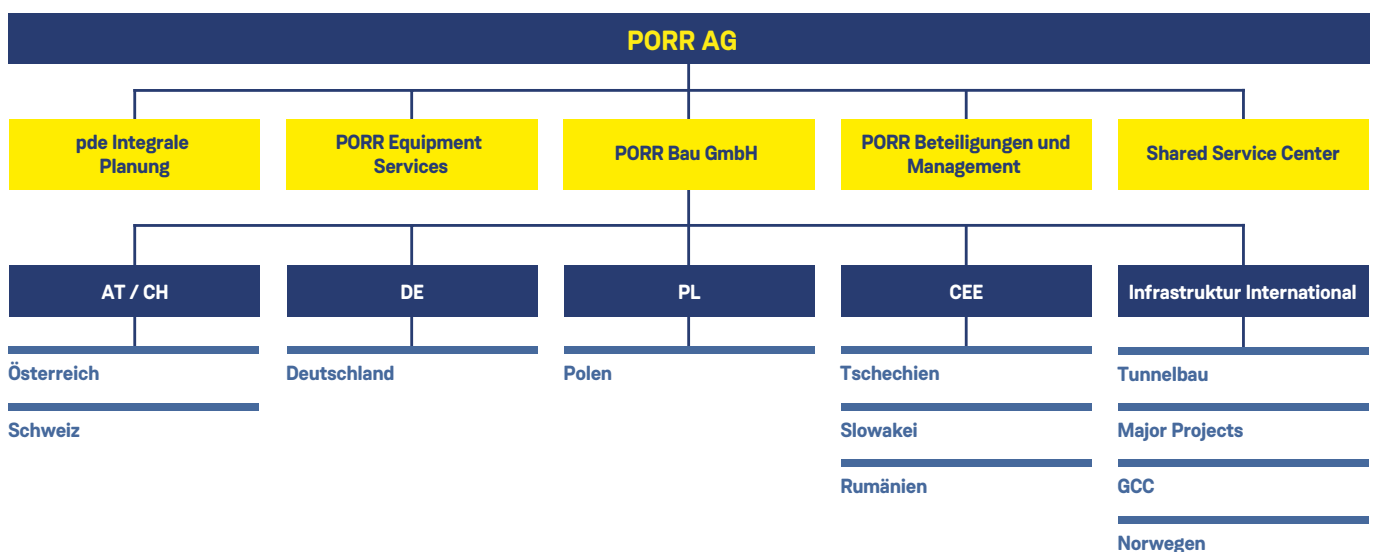 PORR AG
pde Integrale
Planung
PORR Equipment
Services
PORR Bau GmbH
PORR Beteiligungen und
Management
Shared Service Center
AT / CH
DE
PL
CEE
Infrastruktur International
Österreich
Deutschland
Polen
Tschechien
Tunnelbau
Schweiz
Slowakei
Major Projects
Rumänien
GCC
Norwegen